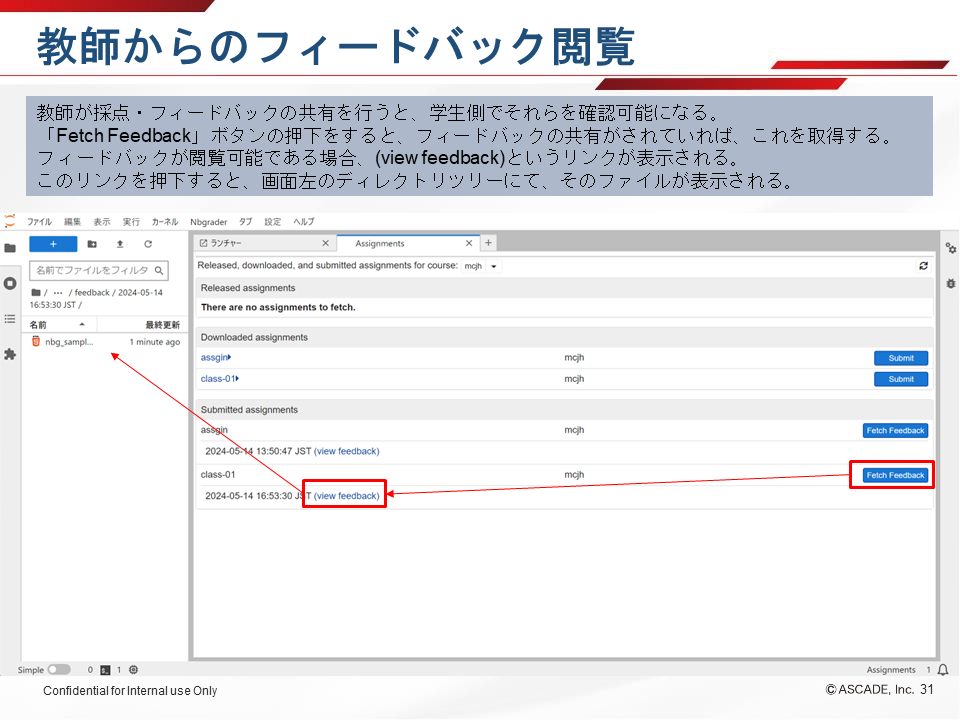 教師からのフィードバック閲覧
教師が採点・フィードバックの共有を行うと、学生側でそれらを確認可能になる。
「Fetch Feedback」ボタンの押下をすると、フィードバックの共有がされていれば、これを取得する。
フィードバックが閲覧可能である場合、(view feedback)というリンクが表示される。
このリンクを押下すると、画面左のディレクトリツリーにて、そのファイルが表示される。
ファイル 編集 表示 実行 カーネル Nbgrader タブ 設定 ヘルプ
+
名前でファイルをフィルタ
/ ··· / feedback / 2024-05-14
16:53:30 JST /
名前 最終更新
nbg_sampl... 1 minute ago
ランチャー × Assignments × +
Released, downloaded, and submitted assignments for course: mcjh
Released assignments
There are no assignments to fetch.
Downloaded assignments
assgin mcjh Submit
class-01 mcjh Submit
Submitted assignments
assgin mcjh Fetch Feedback
2024-05-14 13:50:47 JST (view feedback)
class-01 mcjh Fetch Feedback
2024-05-14 16:53:30 JST (view feedback)
Simple 0 1 Assignments 1
Confidential for Internal use Only
© ASCADE, Inc. 31